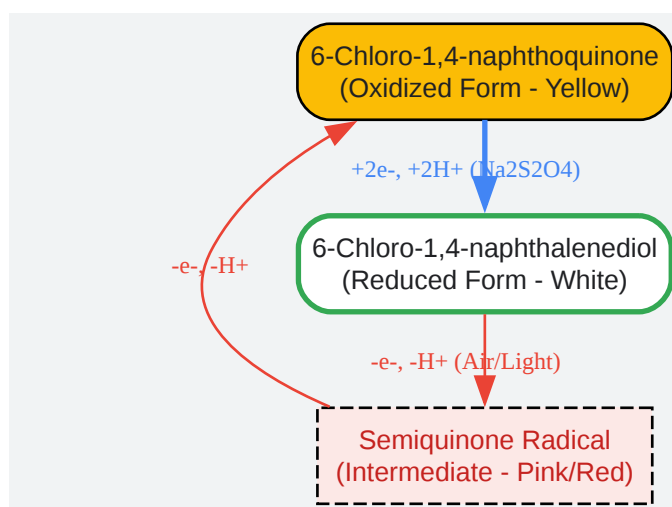 6-Chloro-1,4-naphthoquinone
(Oxidized Form - Yellow)
+2e-, +2H+ (Na2S2O4)
6-Chloro-1,4-naphthalenediol
(Reduced Form - White)
-e-, -H+
-e-, -H+ (Air/Light)
Semiquinone Radical
(Intermediate - Pink/Red)